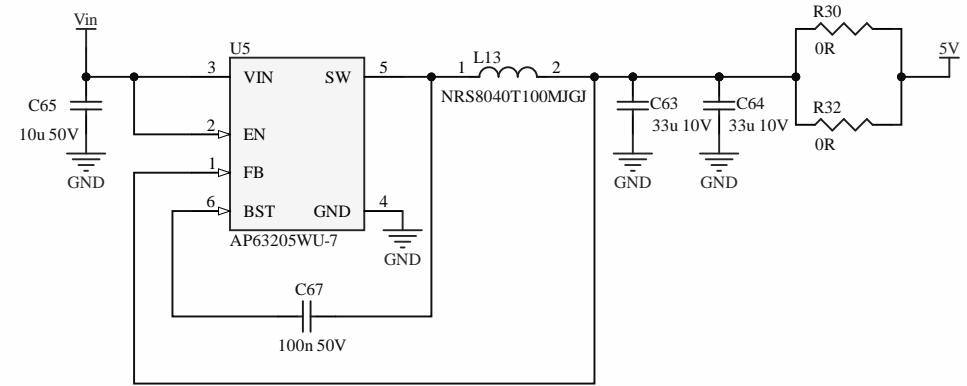 Vin
R30
0R
5V
U5
L13
3 VIN SW 5 1 2
NRS8040T100MJGJ
C65
10u 50V
C63
33u 10V
C64
33u 10V
R32
0R
2 EN
1 FB
6 BST GND 4
GND
GND
GND
AP63205WU-7
GND
C67
100n 50V